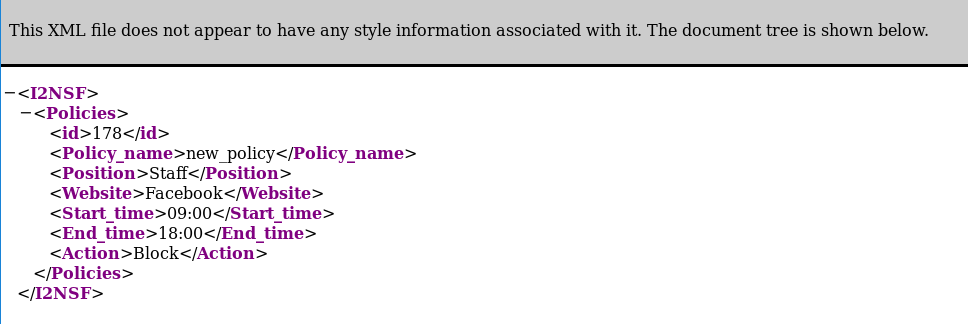 This XML file does not appear to have any style information associated with it. The document tree is shown below.
−<I2NSF>
−<Policies>
<id>178</id>
<Policy_name>new_policy</Policy_name>
<Position>Staff</Position>
<Website>Facebook</Website>
<Start_time>09:00</Start_time>
<End_time>18:00</End_time>
<Action>Block</Action>
</Policies>
</I2NSF>